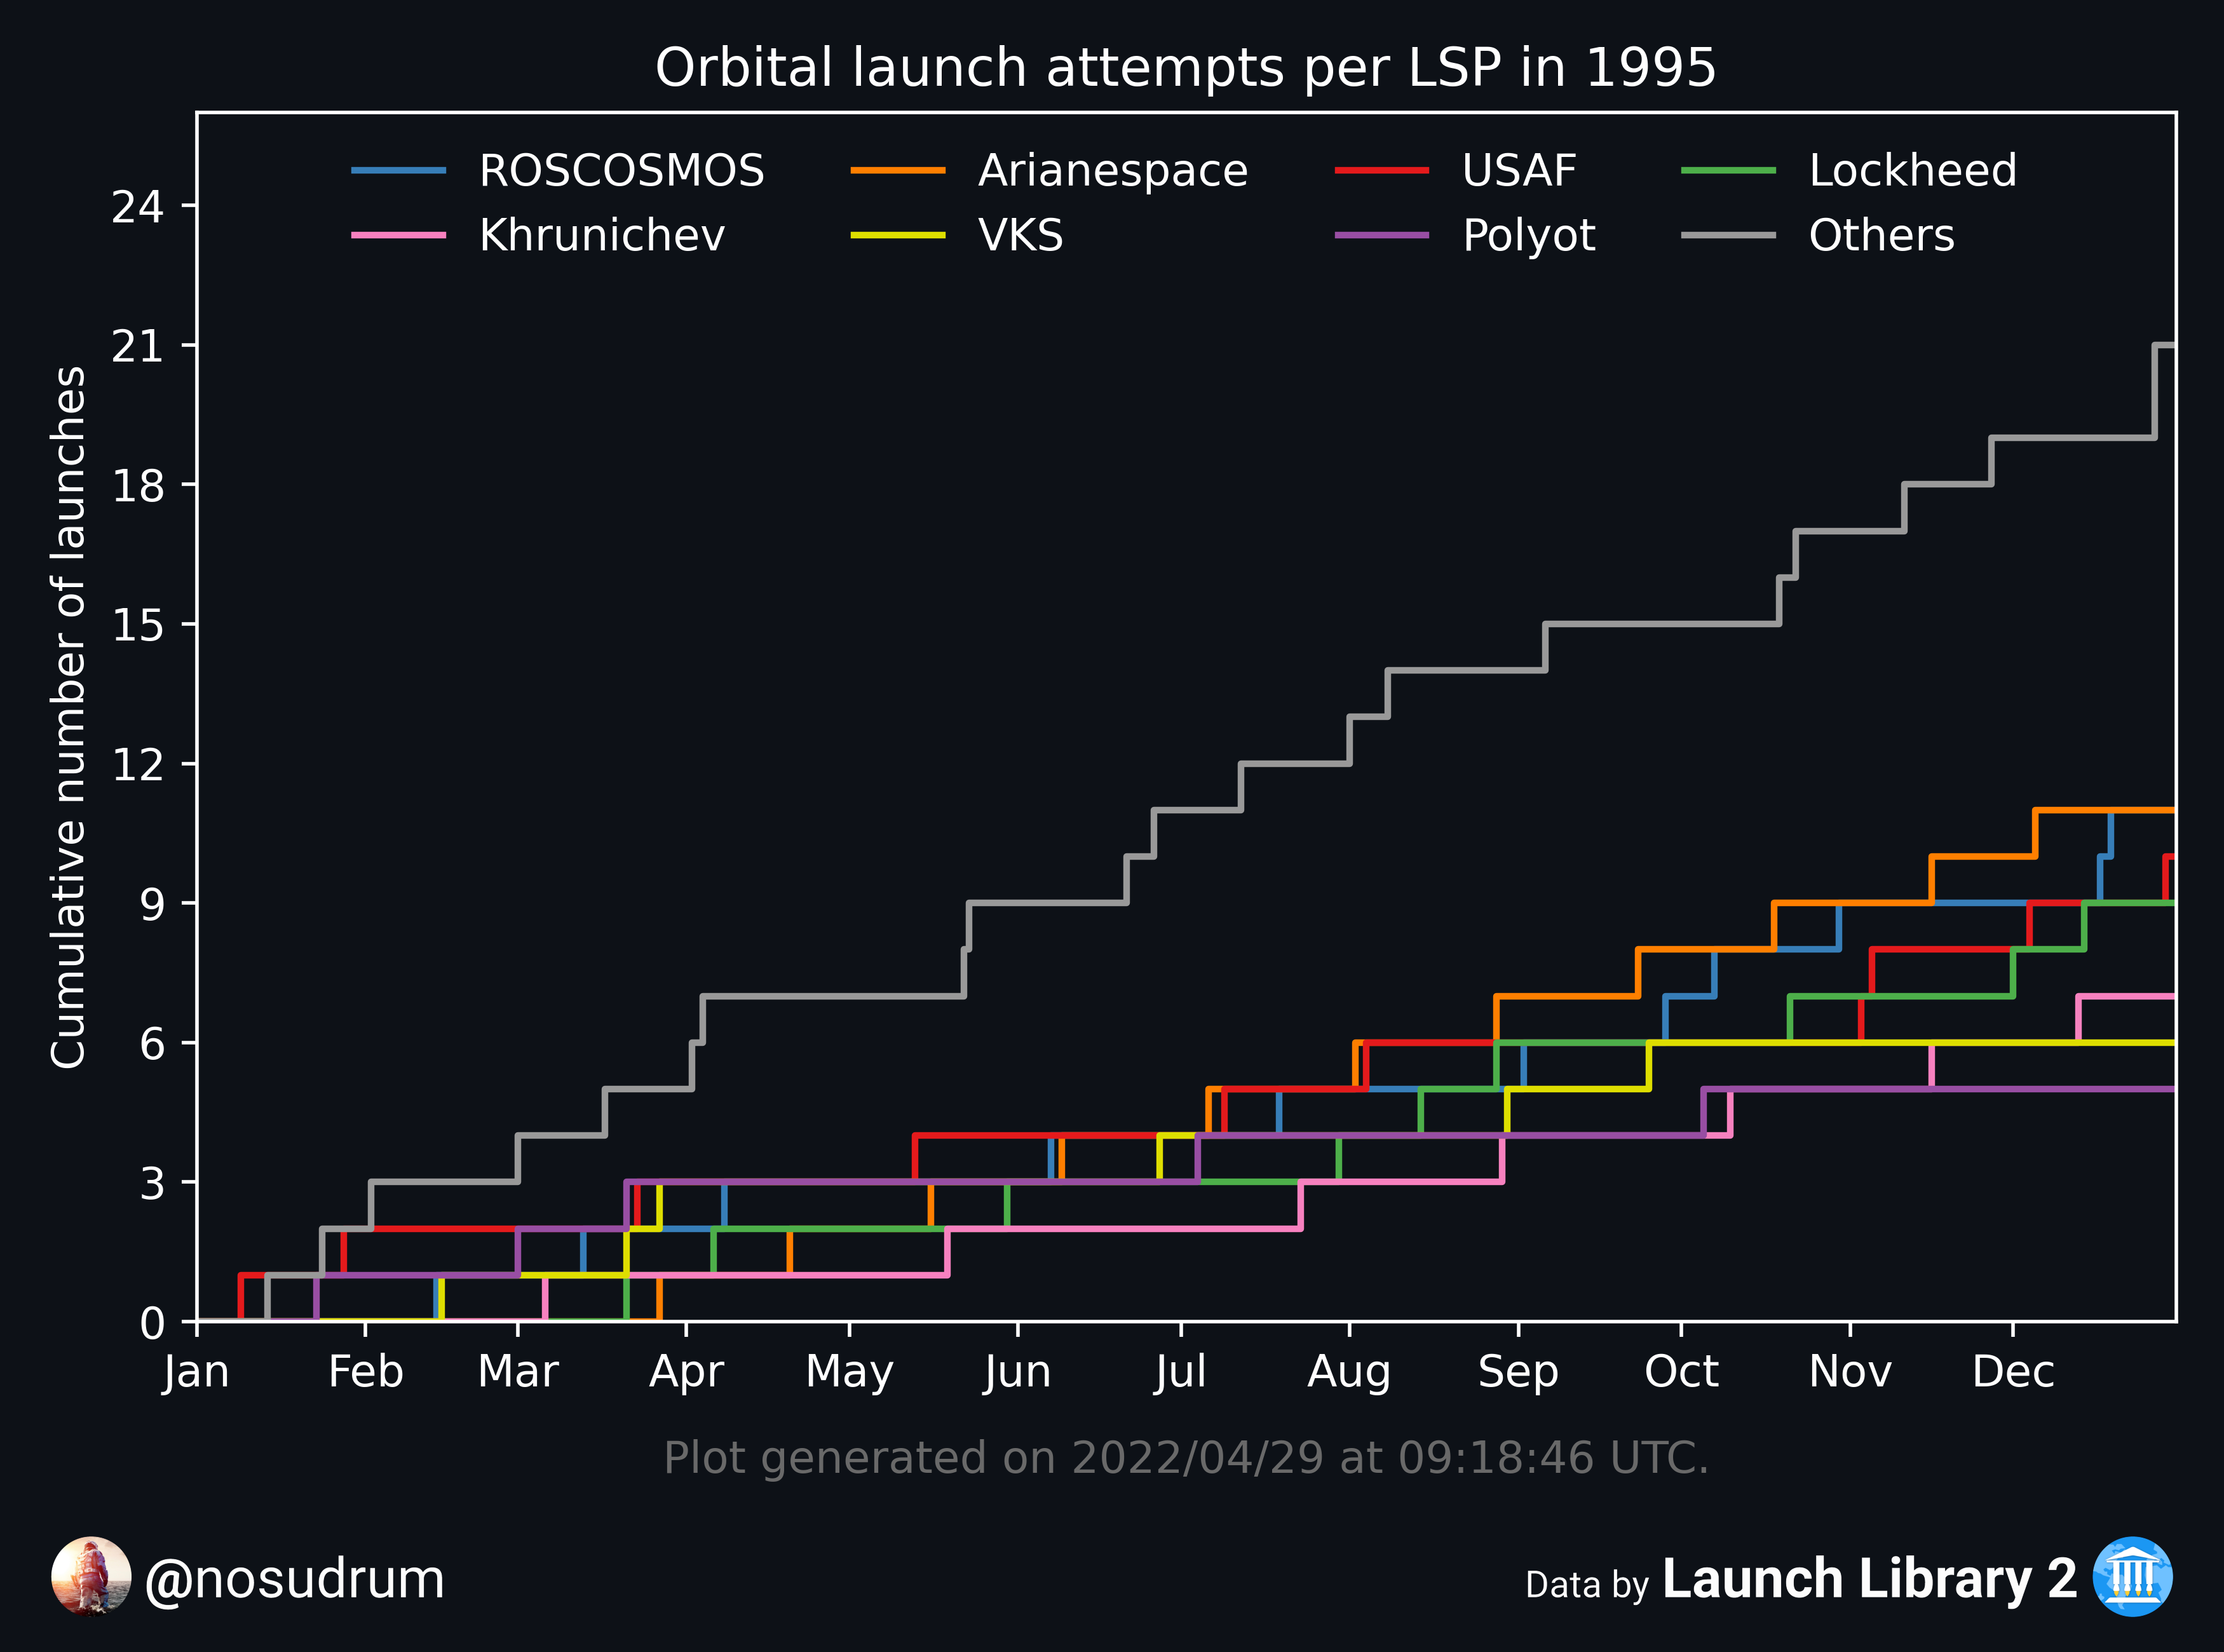 Orbital launch attempts per LSP in 1995
ROSCOSMOS Arianespace USAF Lockheed
Khrunichev VKS Polyot Others
Cumulative number of launches
24
21
18
15
12
9
6
3
0
Jan Feb Mar Apr May Jun Jul Aug Sep Oct Nov Dec
Plot generated on 2022/04/29 at 09:18:46 UTC.
@nosudrum
Data by Launch Library 2